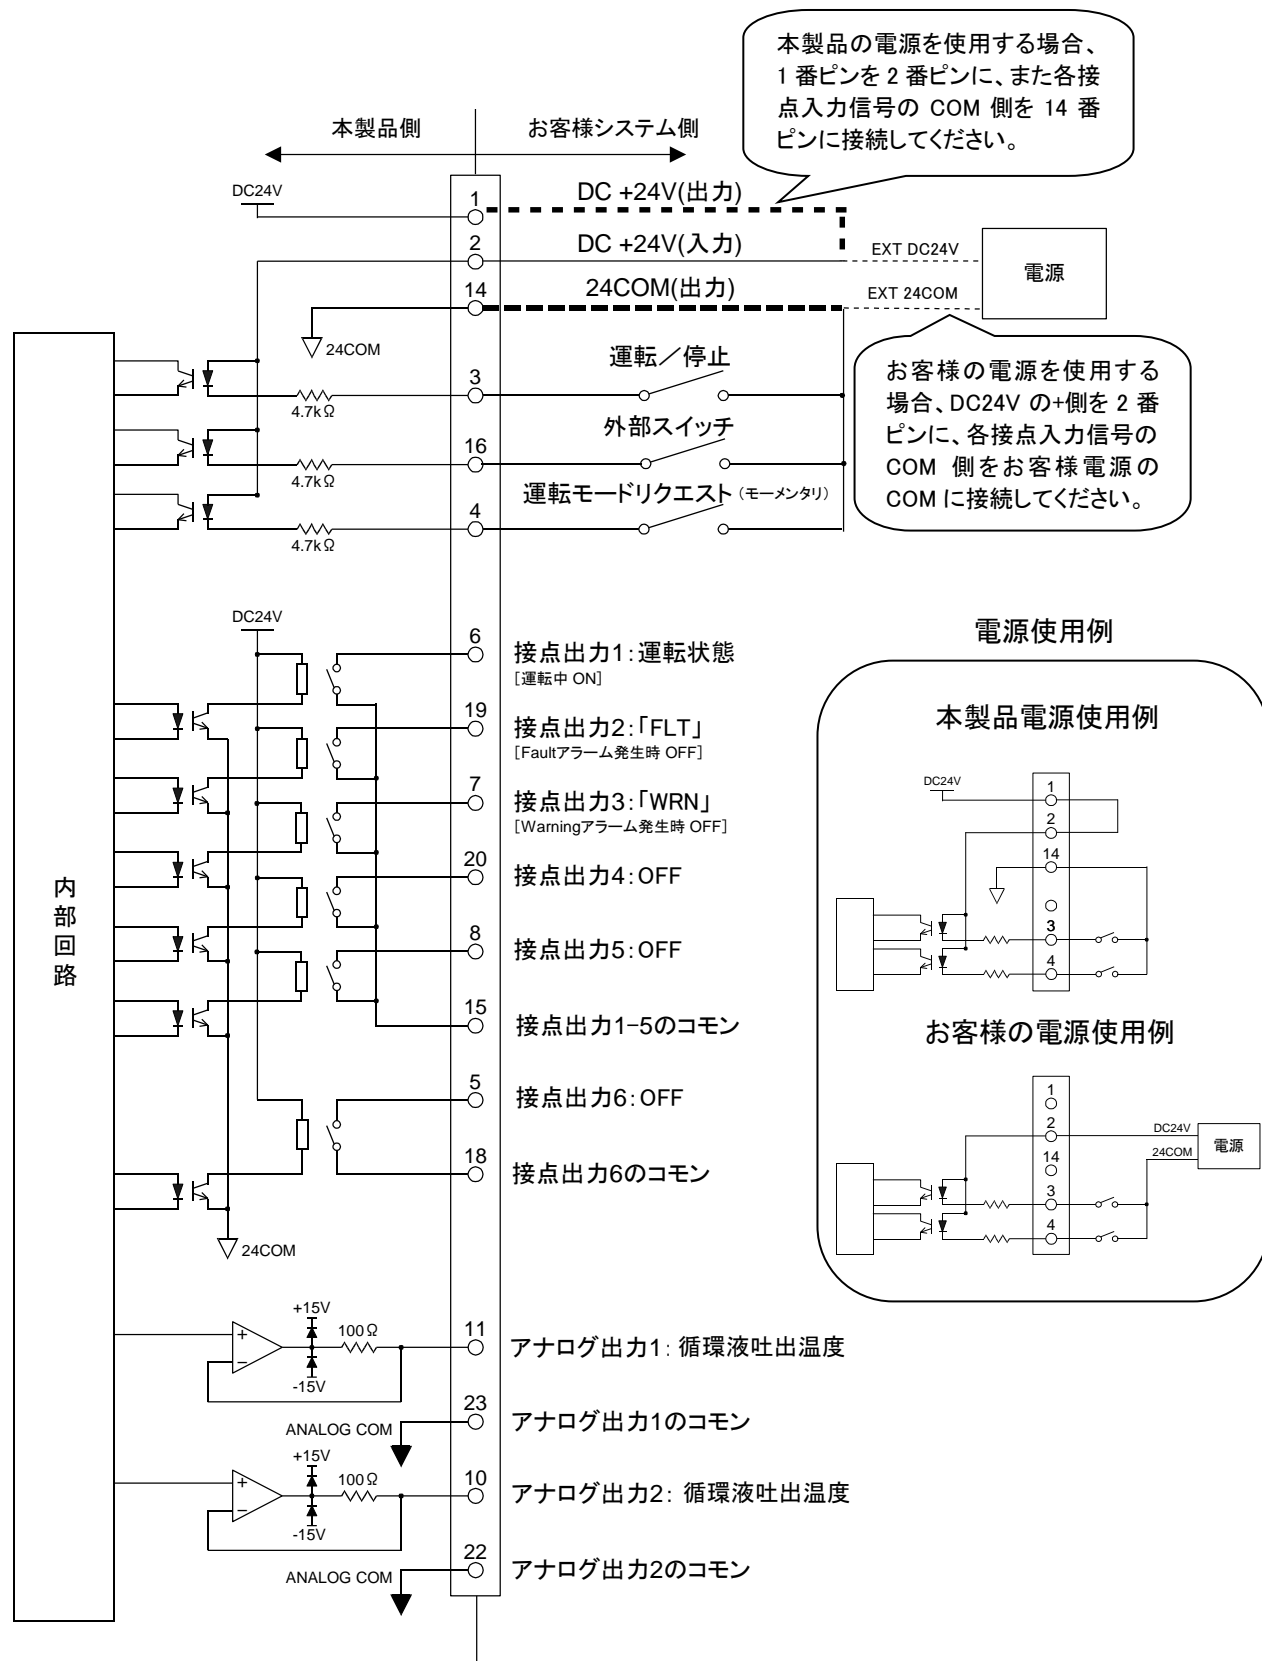 本製品の電源を使用する場合、
1 番ピンを 2 番ピンに、また各接
点入力信号の COM 側を 14 番
ピンに接続してください。
本製品側
お客様システム側
DC24V
1
DC +24V(出力)
2
DC +24V(入力)
EXT DC24V
電源
14
24COM(出力)
EXT 24COM
24COM
お客様の電源を使用する
場合、DC24V の+側を 2 番
ピンに、各接点入力信号の
COM 側をお客様電源の
COM に接続してください。
運転／停止
3
4.7kΩ
外部スイッチ
16
4.7kΩ
運転モードリクエスト（モーメンタリ）
4
4.7kΩ
内部回路
DC24V
6
接点出力1:運転状態
[運転中 ON]
19
接点出力2:「FLT」
[Faultアラーム発生時 OFF]
7
接点出力3:「WRN」
[Warningアラーム発生時 OFF]
20
接点出力4:OFF
8
接点出力5:OFF
15
接点出力1-5のコモン
5
接点出力6:OFF
18
接点出力6のコモン
24COM
+15V
100Ω
+
−
-15V
11
アナログ出力1: 循環液吐出温度
23
ANALOG COM
アナログ出力1のコモン
+15V
100Ω
+
−
-15V
10
アナログ出力2: 循環液吐出温度
22
ANALOG COM
アナログ出力2のコモン
電源使用例
本製品電源使用例
DC24V
1
2
14
3
4
お客様の電源使用例
1
2
DC24V
電源
14
24COM
3
4